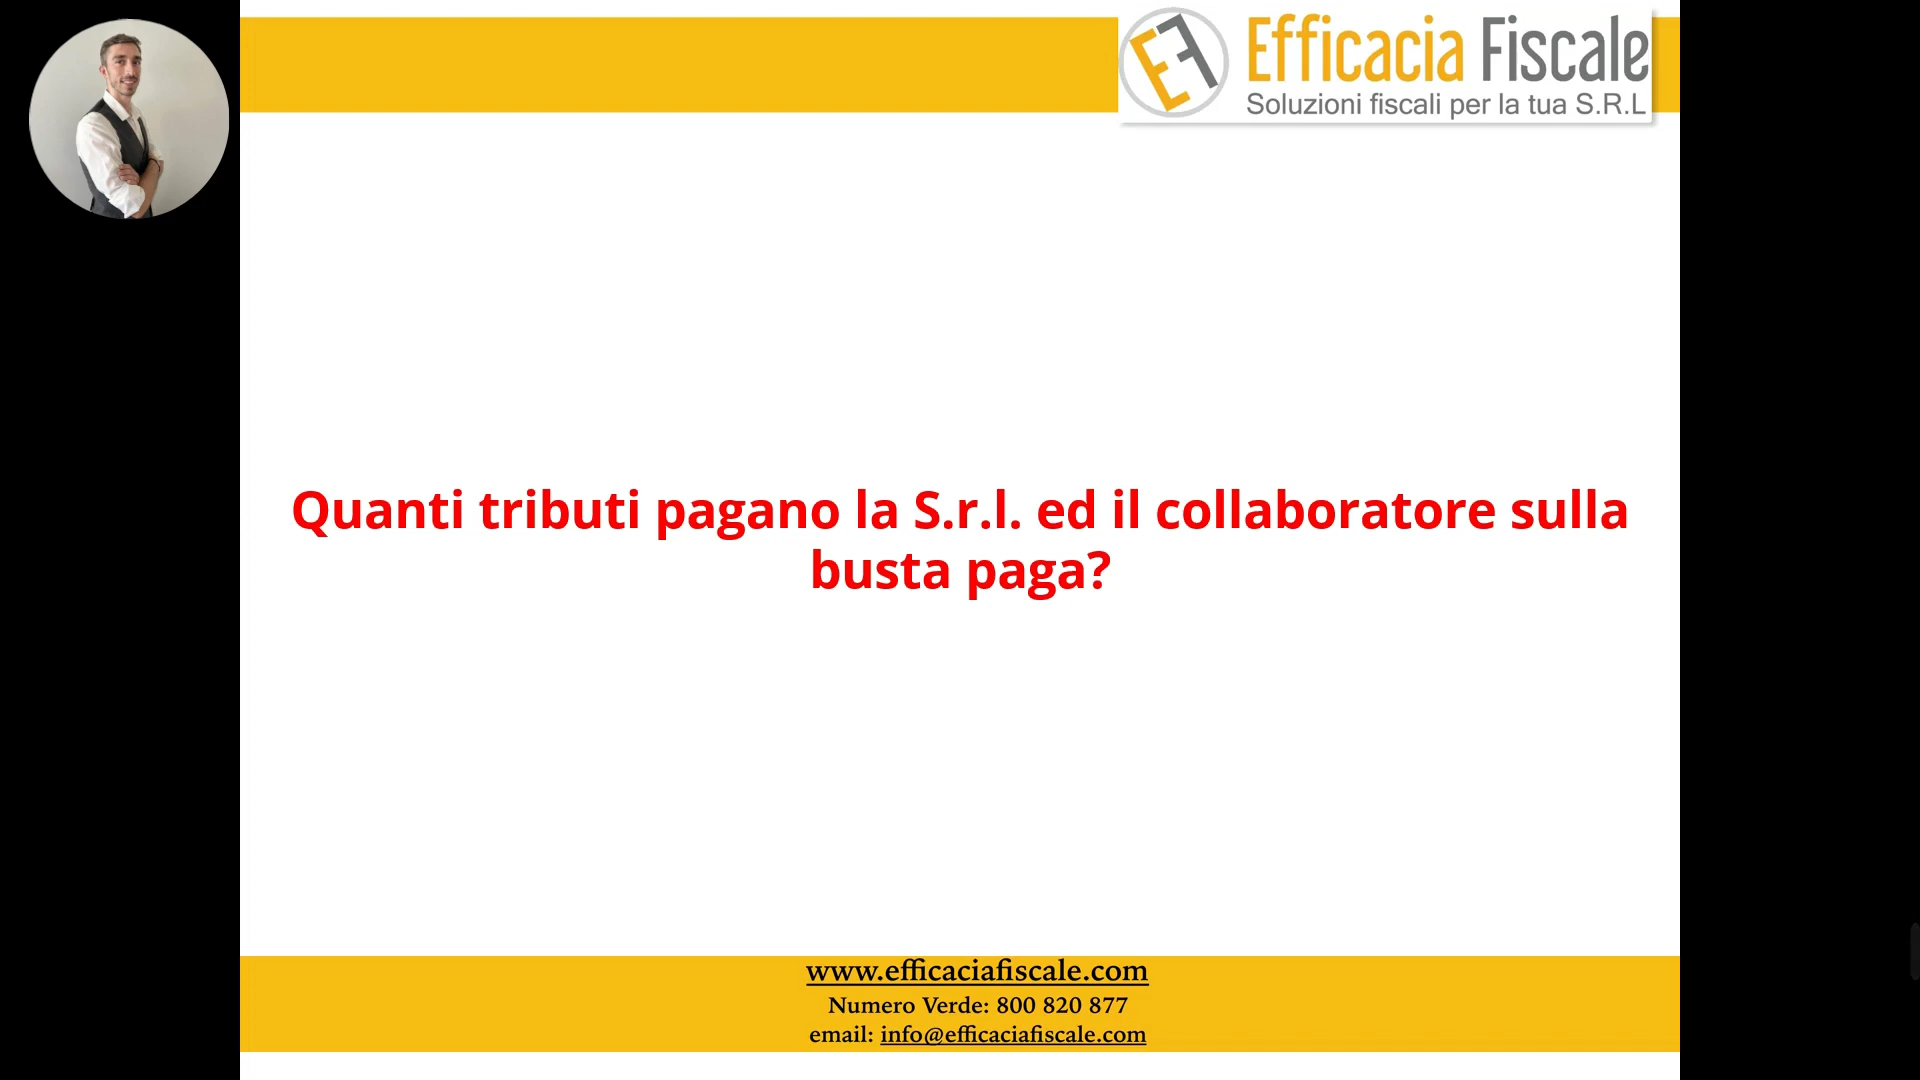 EF
Efficacia Fiscale
Soluzioni fiscali per la tua S.R.L
Quanti tributi pagano la S.r.l. ed il collaboratore sulla
busta paga?
www.efficaciafiscale.com
Numero Verde: 800 820 877
email: info@efficaciafiscale.com